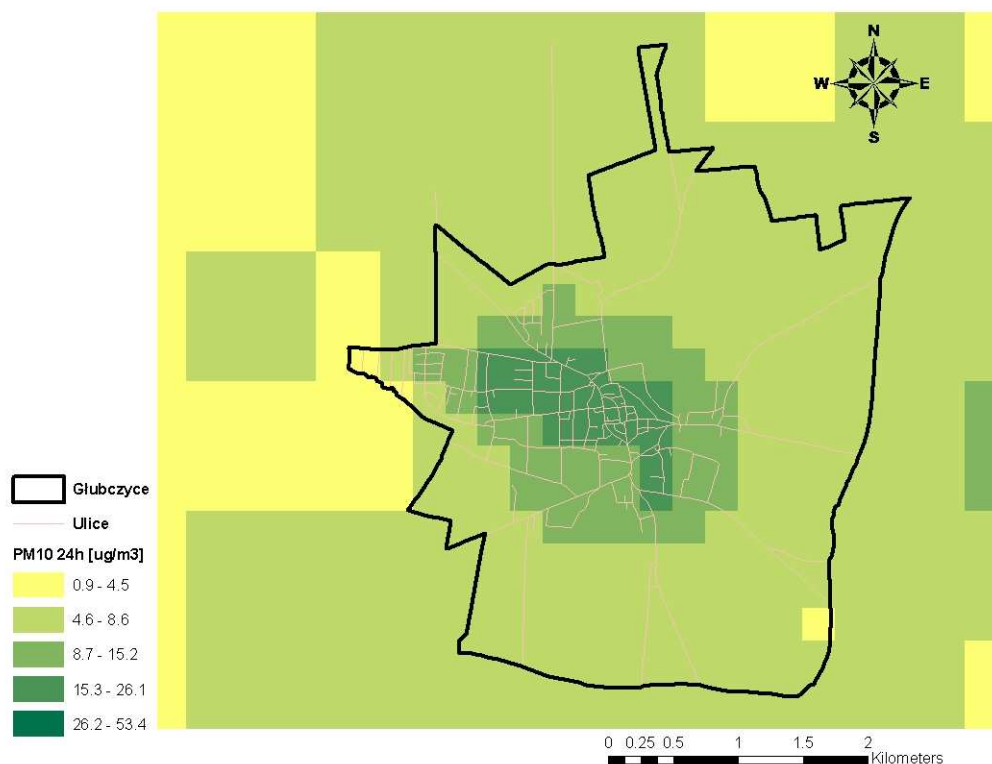 N
W E
S
Głubczyce
Ulice
PM10 24h [ug/m3]
0.9 - 4.5
4.6 - 8.6
8.7 - 15.2
15.3 - 26.1
26.2 - 53.4
0 0.25 0.5 1 1.5 2
Kilometers